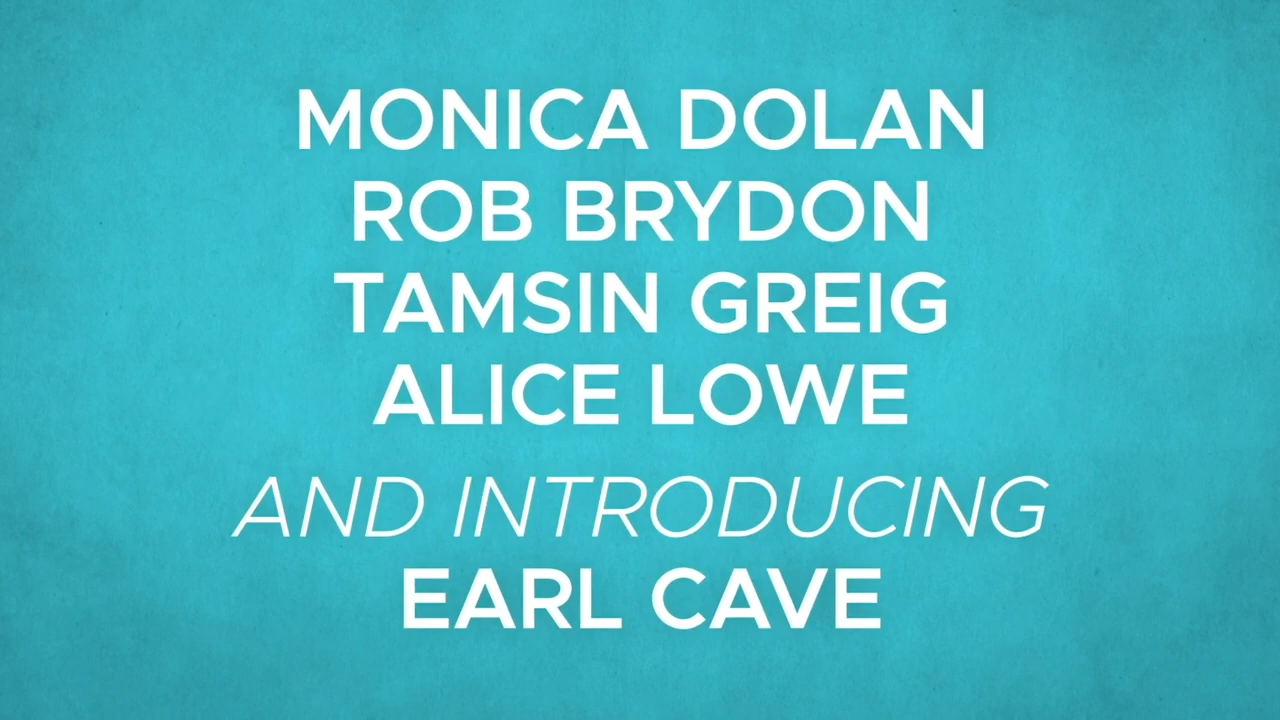 MONICA DOLAN
ROB BRYDON
TAMSIN GREIG
ALICE LOWE
AND INTRODUCING
EARL CAVE